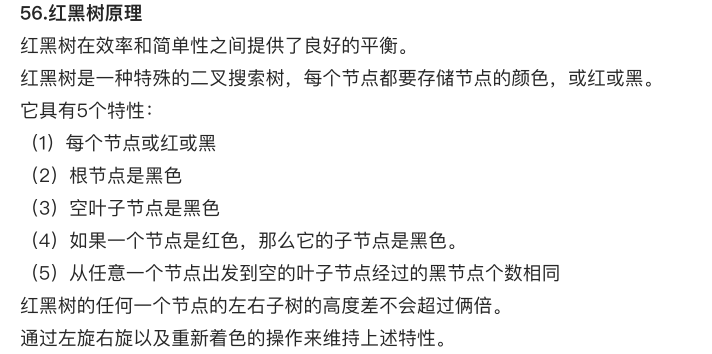 56.红黑树原理
红黑树在效率和简单性之间提供了良好的平衡。
红黑树是一种特殊的二叉搜索树，每个节点都要存储节点的颜色，或红或黑。
它具有5个特性：
（1）每个节点或红或黑
（2）根节点是黑色
（3）空叶子节点是黑色
（4）如果一个节点是红色，那么它的子节点是黑色。
（5）从任意一个节点出发到空的叶子节点经过的黑节点个数相同
红黑树的任何一个节点的左右子树的高度差不会超过俩倍。
通过左旋右旋以及重新着色的操作来维持上述特性。